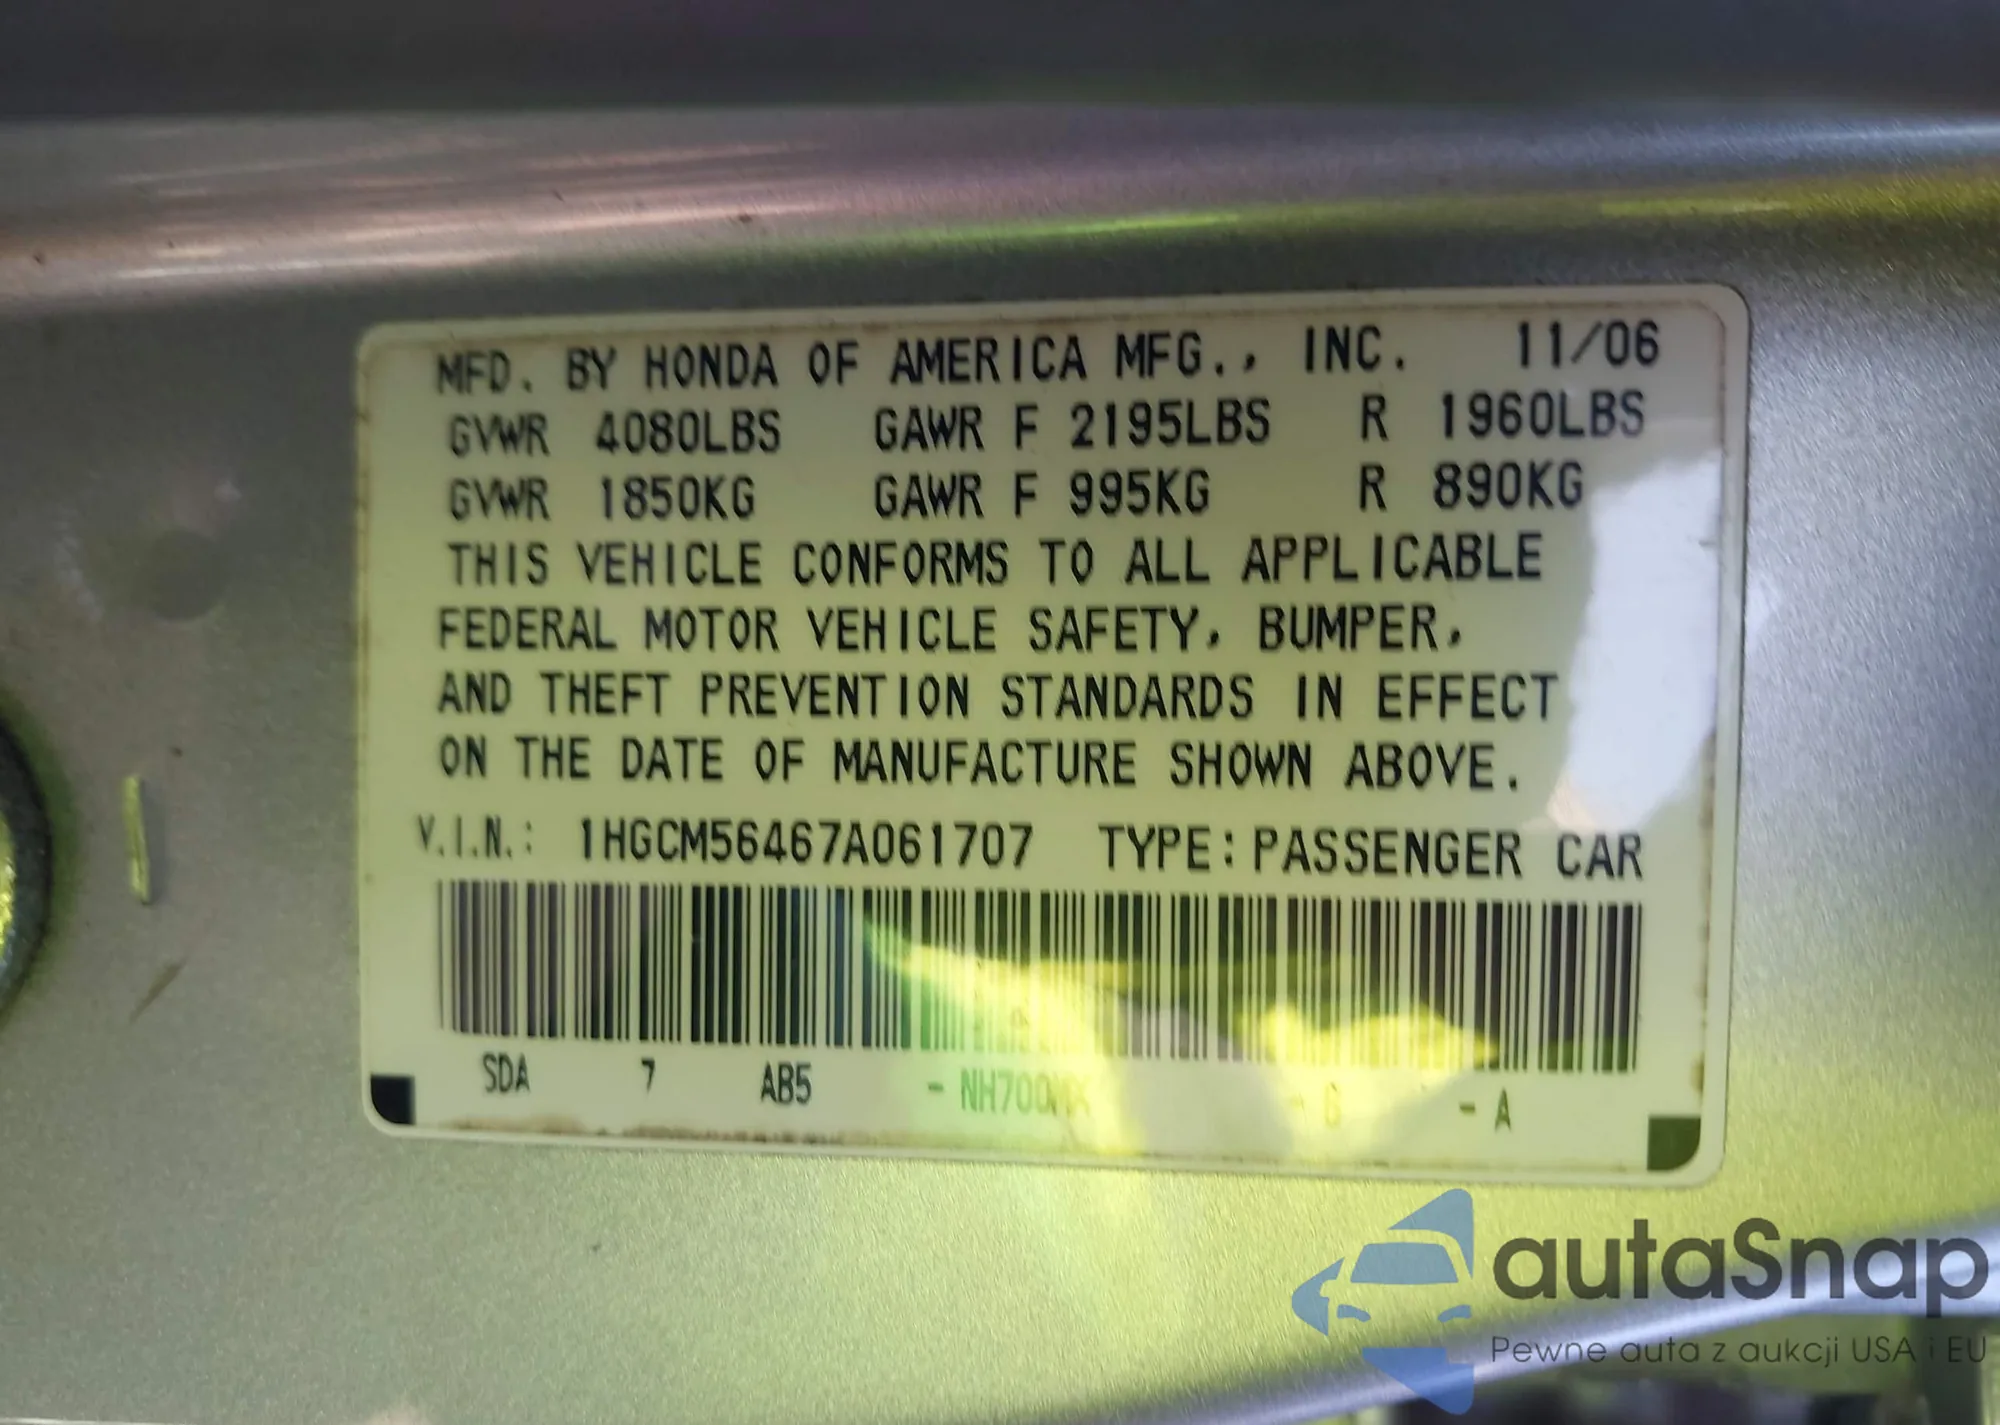 MFD. BY HONDA OF AMERICA MFG., INC. 11/06
GVWR 4080LBS GAWR F 2195LBS R 1960LBS
GVWR 1850KG GAWR F 995KG R 890KG
THIS VEHICLE CONFORMS TO ALL APPLICABLE
FEDERAL MOTOR VEHICLE SAFETY, BUMPER,
AND THEFT PREVENTION STANDARDS IN EFFECT
ON THE DATE OF MANUFACTURE SHOWN ABOVE.
V.I.N.: 1HGCM56467A061707 TYPE: PASSENGER CAR
SDA 7 AB5 - - A
autaSnap
Pewne auta z aukcji USA i EU